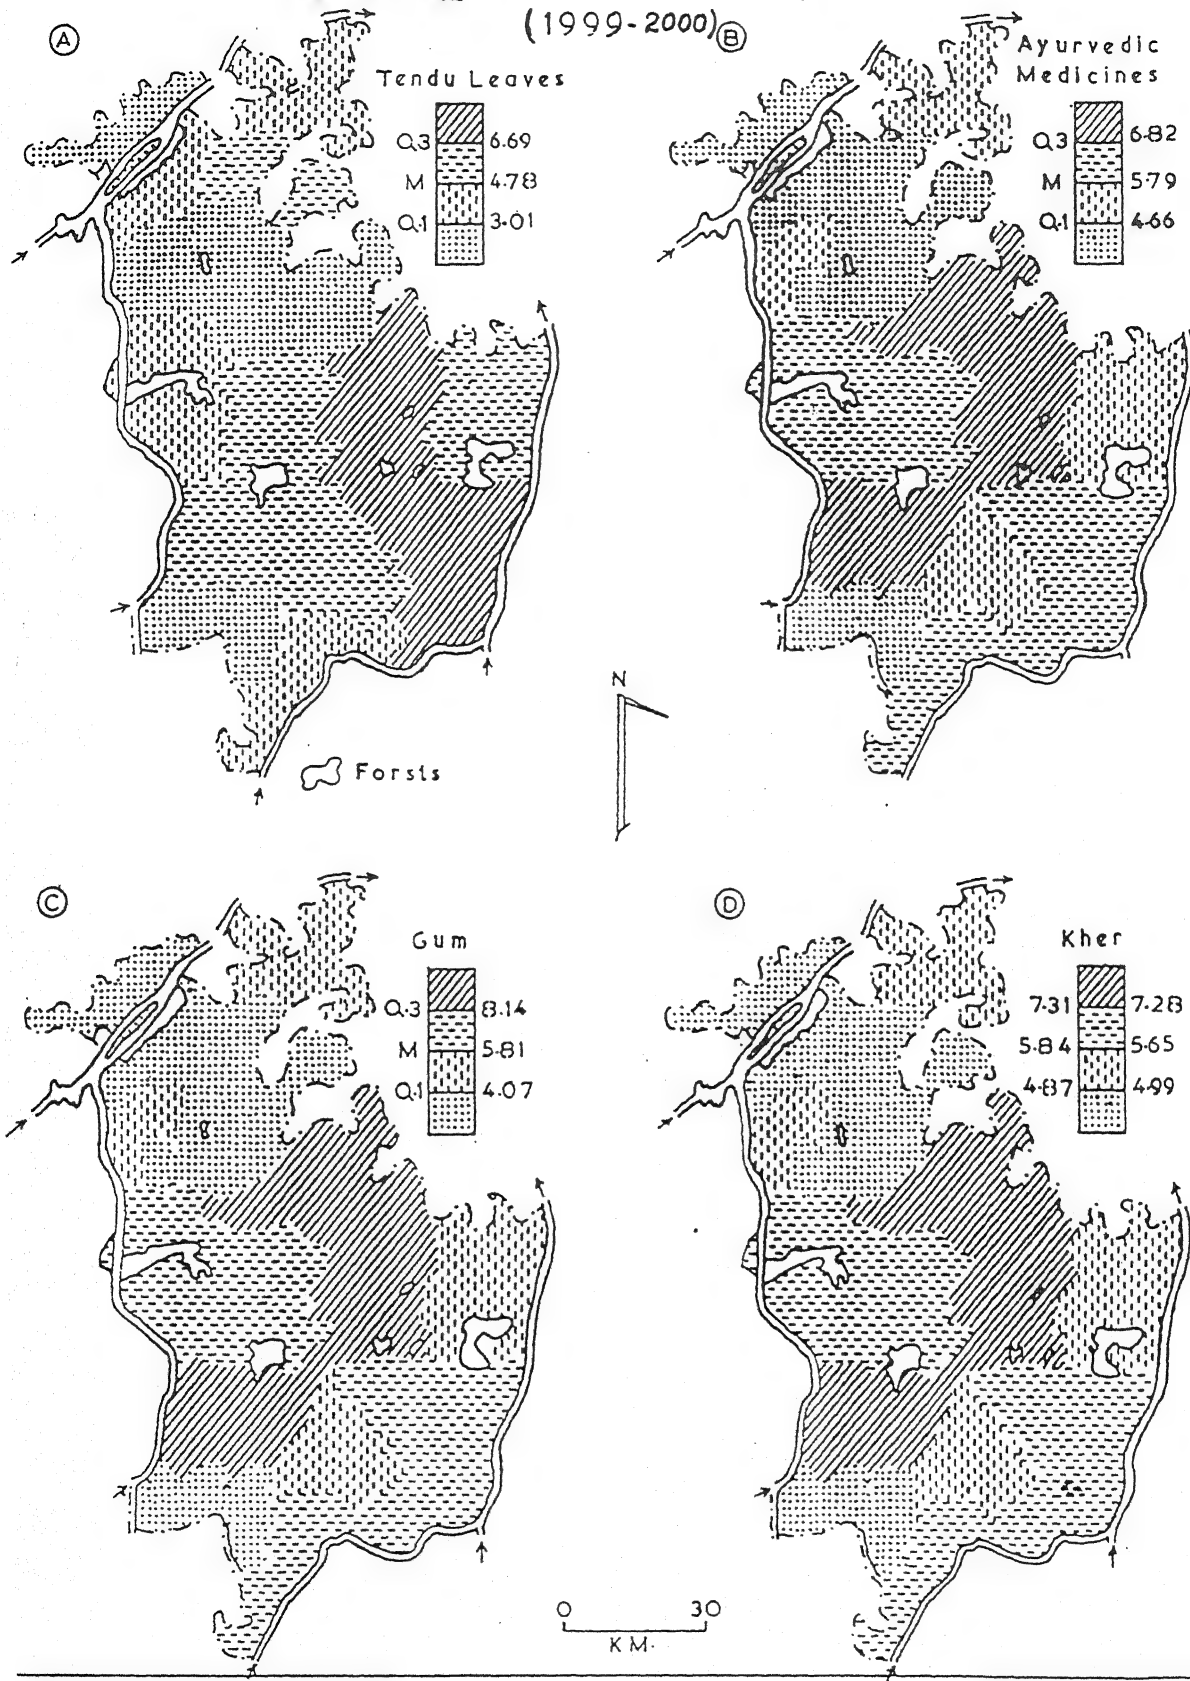 (1999-2000)
A
Tendu Leaves
Q.3 6.69
M 4.78
Q.1 3.01
B
Ayurvedic
Medicines
Q.3 6.82
M 5.79
Q.1 4.66
N
Forsts
C
Gum
Q.3 8.14
M 5.81
Q.1 4.07
D
Kher
7.31 7.28
5.84 5.65
4.87 4.99
0 30
KM.